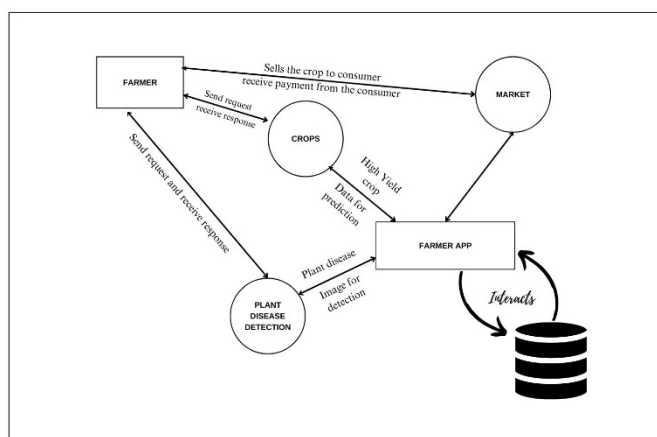 FARMER
Sells the crop to consumer
receive payment from the consumer
MARKET
Send request
receive response
CROPS
High Yield
crop
Data for
prediction
Send request and receive response
FARMER APP
Plant disease
Image for
detection
PLANT
DISEASE
DETECTION
Interacts